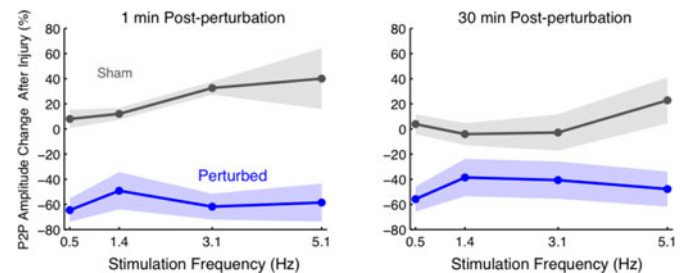 1 min Post-perturbation
30 min Post-perturbation
P2P Amplitude Change After Injury (%)
80
60
40
20
0
−20
−40
−60
−80
Sham
Perturbed
0.5 1.4 3.1 5.1
Stimulation Frequency (Hz)
80
60
40
20
0
−20
−40
−60
−80
0.5 1.4 3.1 5.1
Stimulation Frequency (Hz)